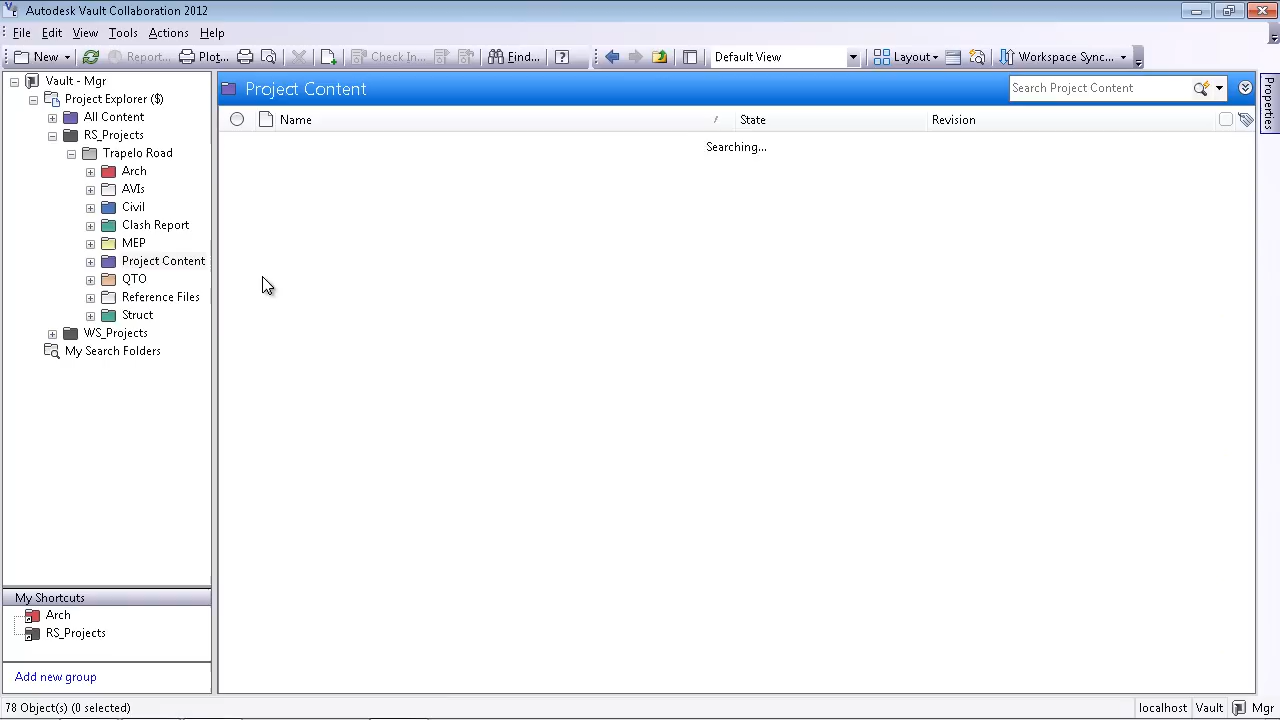 Autodesk Vault Collaboration 2012
File Edit View Tools Actions Help
New Report... Plot... Check In... Find... Default View Layout Workspace Sync...
Vault - Mgr
Project Explorer ($)
All Content
RS_Projects
Trapelo Road
Arch
AVIs
Civil
Clash Report
MEP
Project Content
QTO
Reference Files
Struct
WS_Projects
My Search Folders
My Shortcuts
Arch
RS_Projects
Add new group
Project Content
Search Project Content
Name / State Revision
Searching...
Properties
78 Object(s) (0 selected)
localhost Vault Mgr